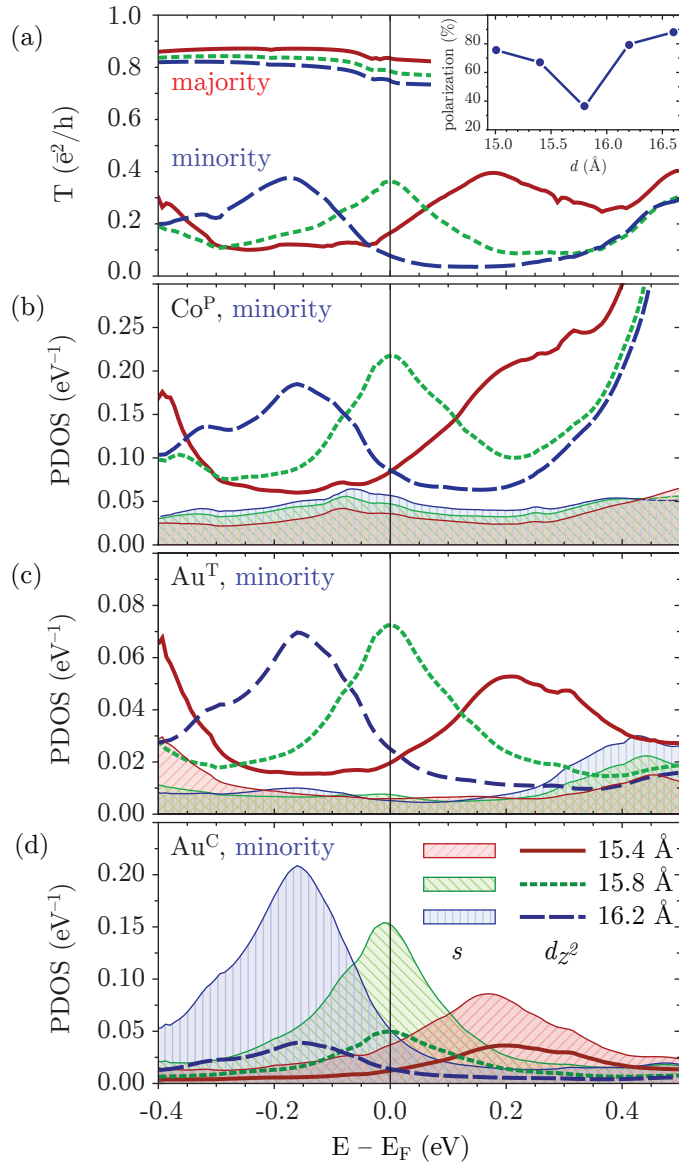 (a)
T (ē²/h)
1.0
0.8
0.6
0.4
0.2
0.0
majority
minority
polarization (%)
80
60
40
20
15.0 15.5 16.0 16.5
d (Å)
(b)
Co^P, minority
PDOS (eV⁻¹)
0.25
0.20
0.15
0.10
0.05
0.00
(c)
Au^T, minority
PDOS (eV⁻¹)
0.08
0.06
0.04
0.02
0.00
(d)
Au^C, minority
PDOS (eV⁻¹)
0.20
0.15
0.10
0.05
0.00
15.4 Å
15.8 Å
16.2 Å
s d_z²
-0.4 -0.2 0.0 0.2 0.4
E – E_F (eV)